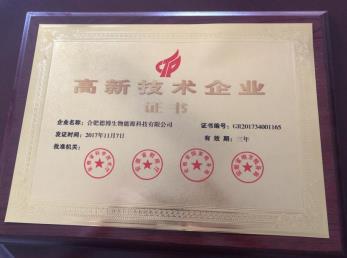 高新技术企业
证书
企业名称：合肥德博生物能源科技有限公司 证书编号：GR201734001165
发证时间：2017年11月7日 有效期：三年
批准机关：